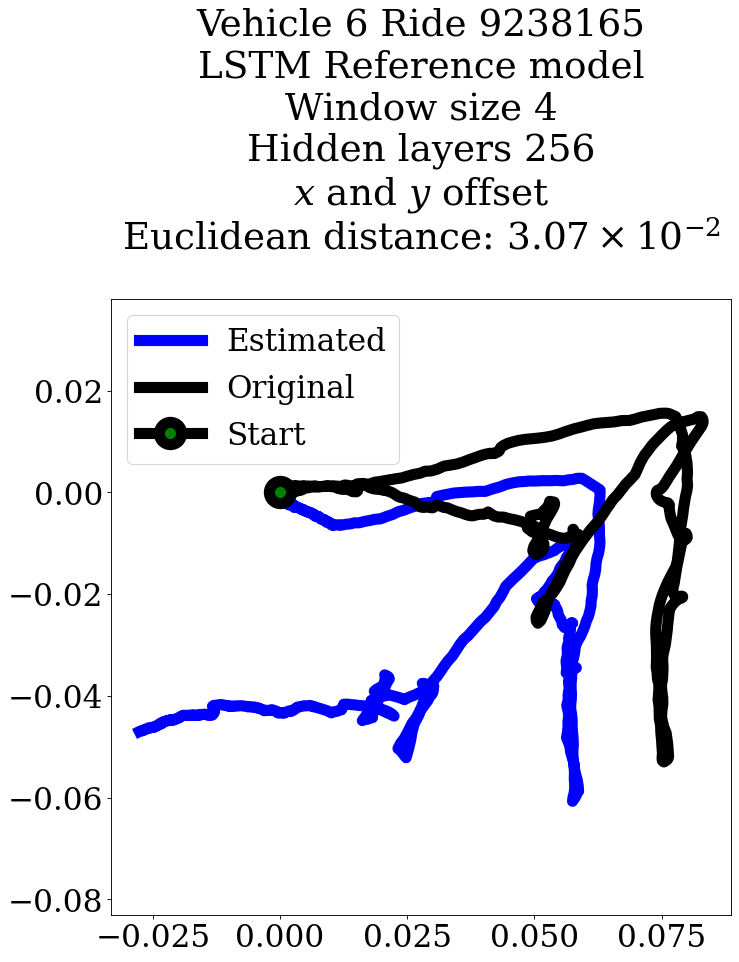 Vehicle 6 Ride 9238165
LSTM Reference model
Window size 4
Hidden layers 256
x and y offset
Euclidean distance: 3.07 × 10⁻²
Estimated
Original
Start
0.02
0.00
−0.02
−0.04
−0.06
−0.08
−0.025 0.000 0.025 0.050 0.075